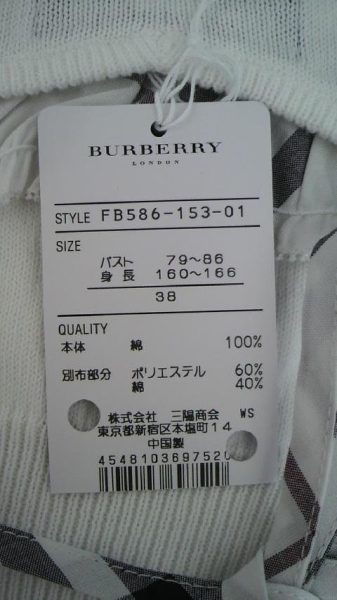 BURBERRY
LONDON
STYLE FB586-153-01
SIZE
バスト 79~86
身長 160~166
38
QUALITY
本体 綿 100%
別布部分 ポリエステル 60%
綿 40%
株式会社 三陽商会 WS
東京都新宿区本塩町14
中国製
454810369752